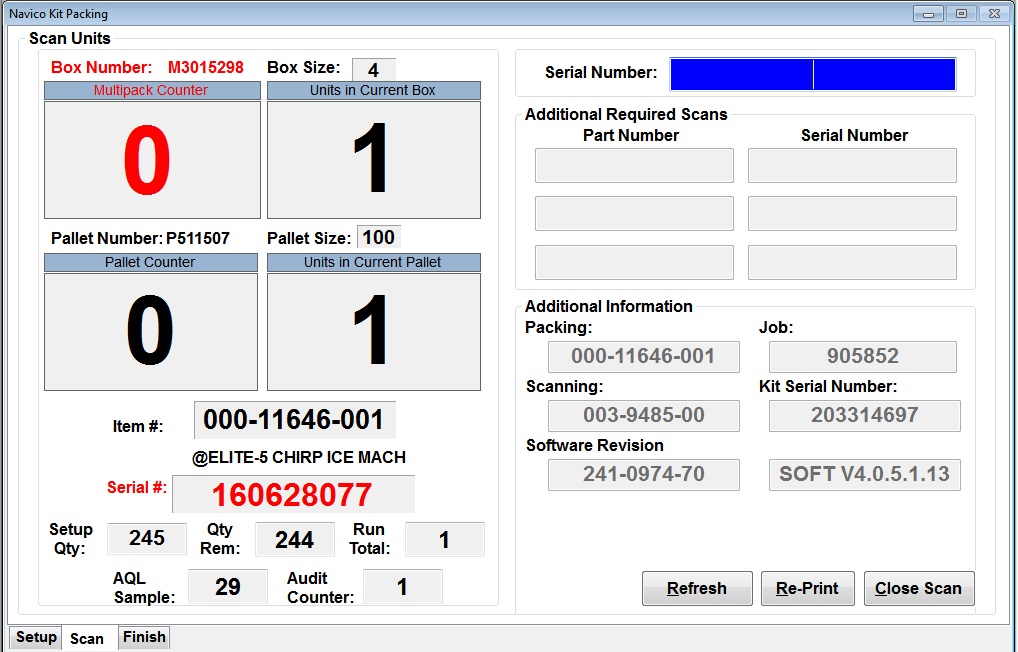 Navico Kit Packing
Scan Units
Box Number: M3015298 Box Size: 4
Multipack Counter Units in Current Box
0 1
Pallet Number: P511507 Pallet Size: 100
Pallet Counter Units in Current Pallet
0 1
Item #: 000-11646-001
@ELITE-5 CHIRP ICE MACH
Serial #: 160628077
Setup Qty: 245 Qty Rem: 244 Run Total: 1
AQL Sample: 29 Audit Counter: 1
Serial Number:
Additional Required Scans
Part Number Serial Number
Additional Information
Packing: Job:
000-11646-001 905852
Scanning: Kit Serial Number:
003-9485-00 203314697
Software Revision
241-0974-70 SOFT V4.0.5.1.13
Refresh Re-Print Close Scan
Setup Scan Finish